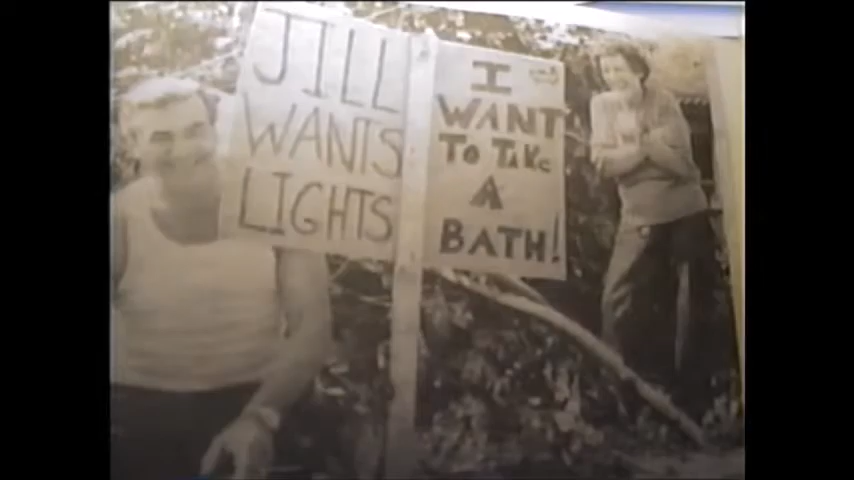 JILL
WANTS
LIGHTS
I
WANT
TO TAKE
A
BATH!